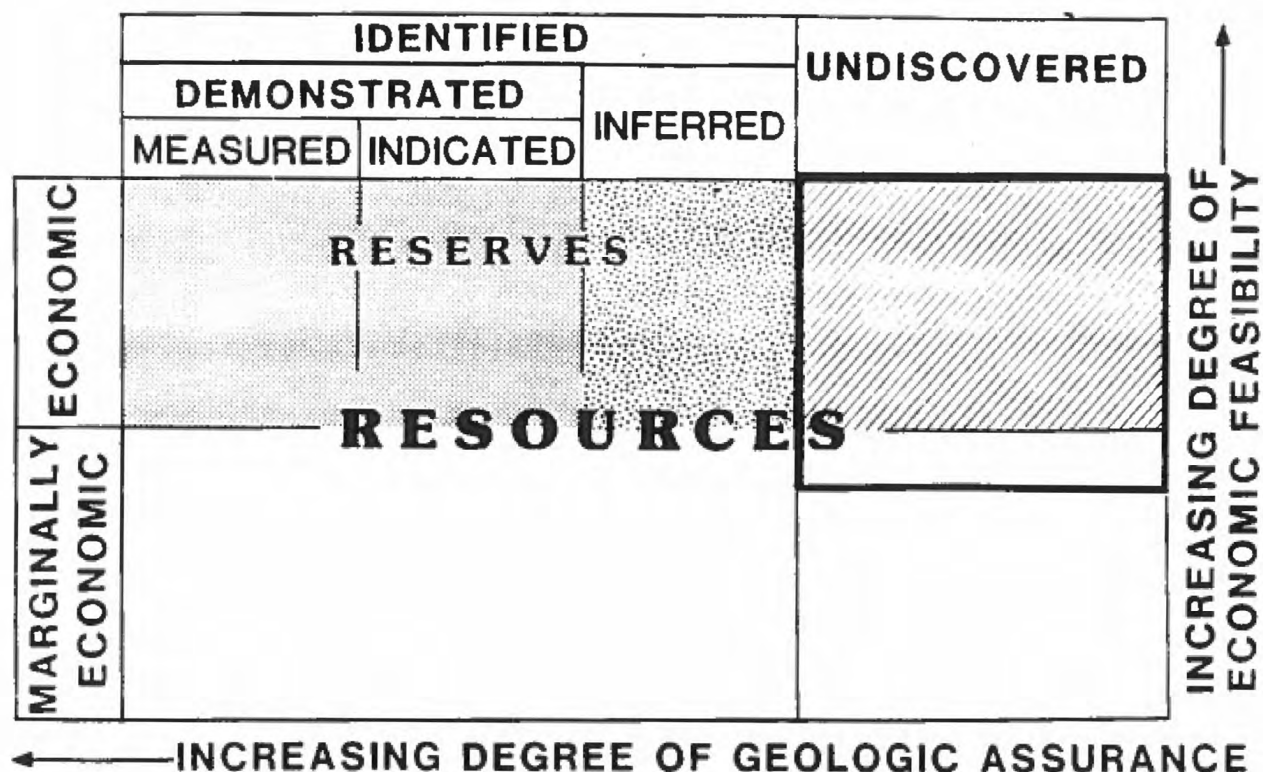 IDENTIFIED
UNDISCOVERED
DEMONSTRATED
INFERRED
MEASURED
INDICATED
ECONOMIC
RESERVES
RESOURCES
MARGINALLY
ECONOMIC
INCREASING DEGREE OF
ECONOMIC FEASIBILITY
INCREASING DEGREE OF GEOLOGIC ASSURANCE